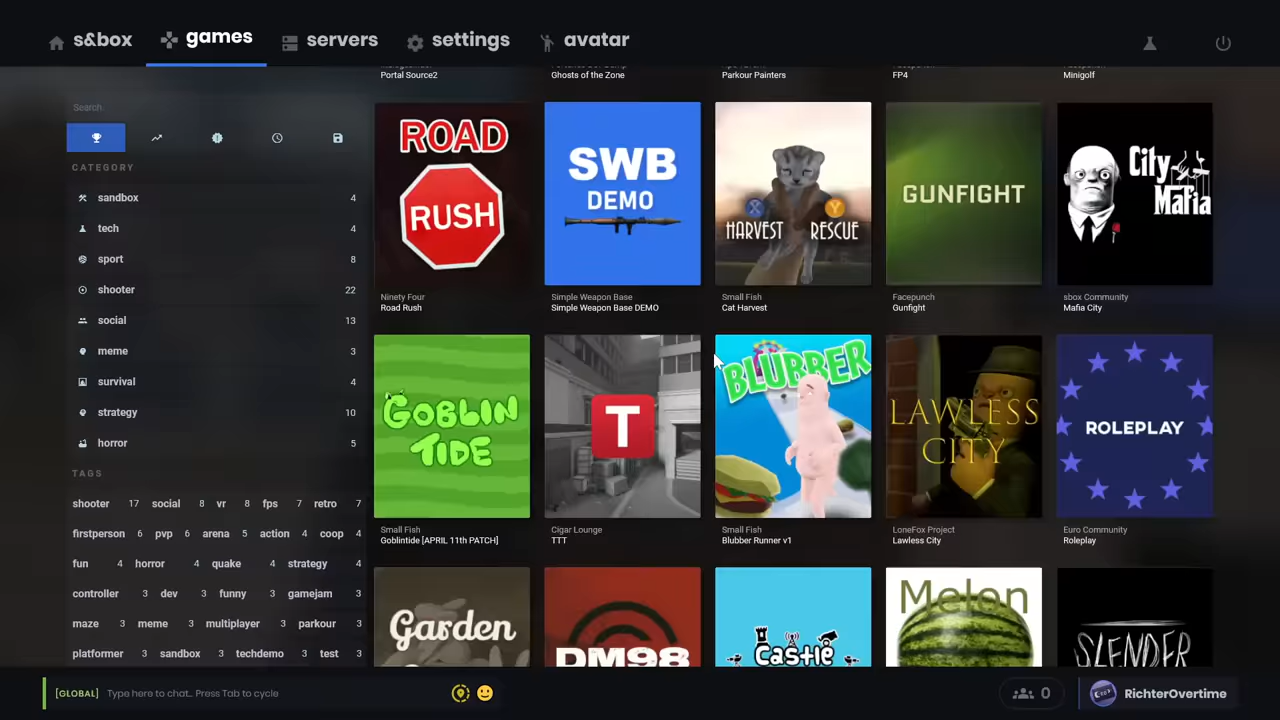 s&box
games
servers
settings
avatar
Portal Source2
Ghosts of the Zone
Parkour Painters
FP4
Minigolf
Search
CATEGORY
sandbox 4
tech 4
sport 8
shooter 22
social 13
meme 3
survival 4
strategy 10
horror 5
TAGS
shooter 17 social 8 vr 8 fps 7 retro 7
firstperson 6 pvp 6 arena 5 action 4 coop 4
fun 4 horror 4 quake 4 strategy 4
controller 3 dev 3 funny 3 gamejam 3
maze 3 meme 3 multiplayer 3 parkour 3
platformer 3 sandbox 3 techdemo 3 test 3
ROAD
RUSH
Ninety Four
Road Rush
SWB
DEMO
Simple Weapon Base
Simple Weapon Base DEMO
X Y
HARVEST RESCUE
Small Fish
Cat Harvest
GUNFIGHT
Facepunch
Gunfight
City
Mafia
sbox Community
Mafia City
GOBLIN
TIDE
Small Fish
Goblintide [APRIL 11th PATCH]
T
Cigar Lounge
TTT
BLUBBER
Small Fish
Blubber Runner v1
LAWLESS
CITY
LoneFox Project
Lawless City
ROLEPLAY
Euro Community
Roleplay
Garden
DM98
Castle
Melon
SLENDER
[GLOBAL] Type here to chat.. Press Tab to cycle
0
RichterOvertime